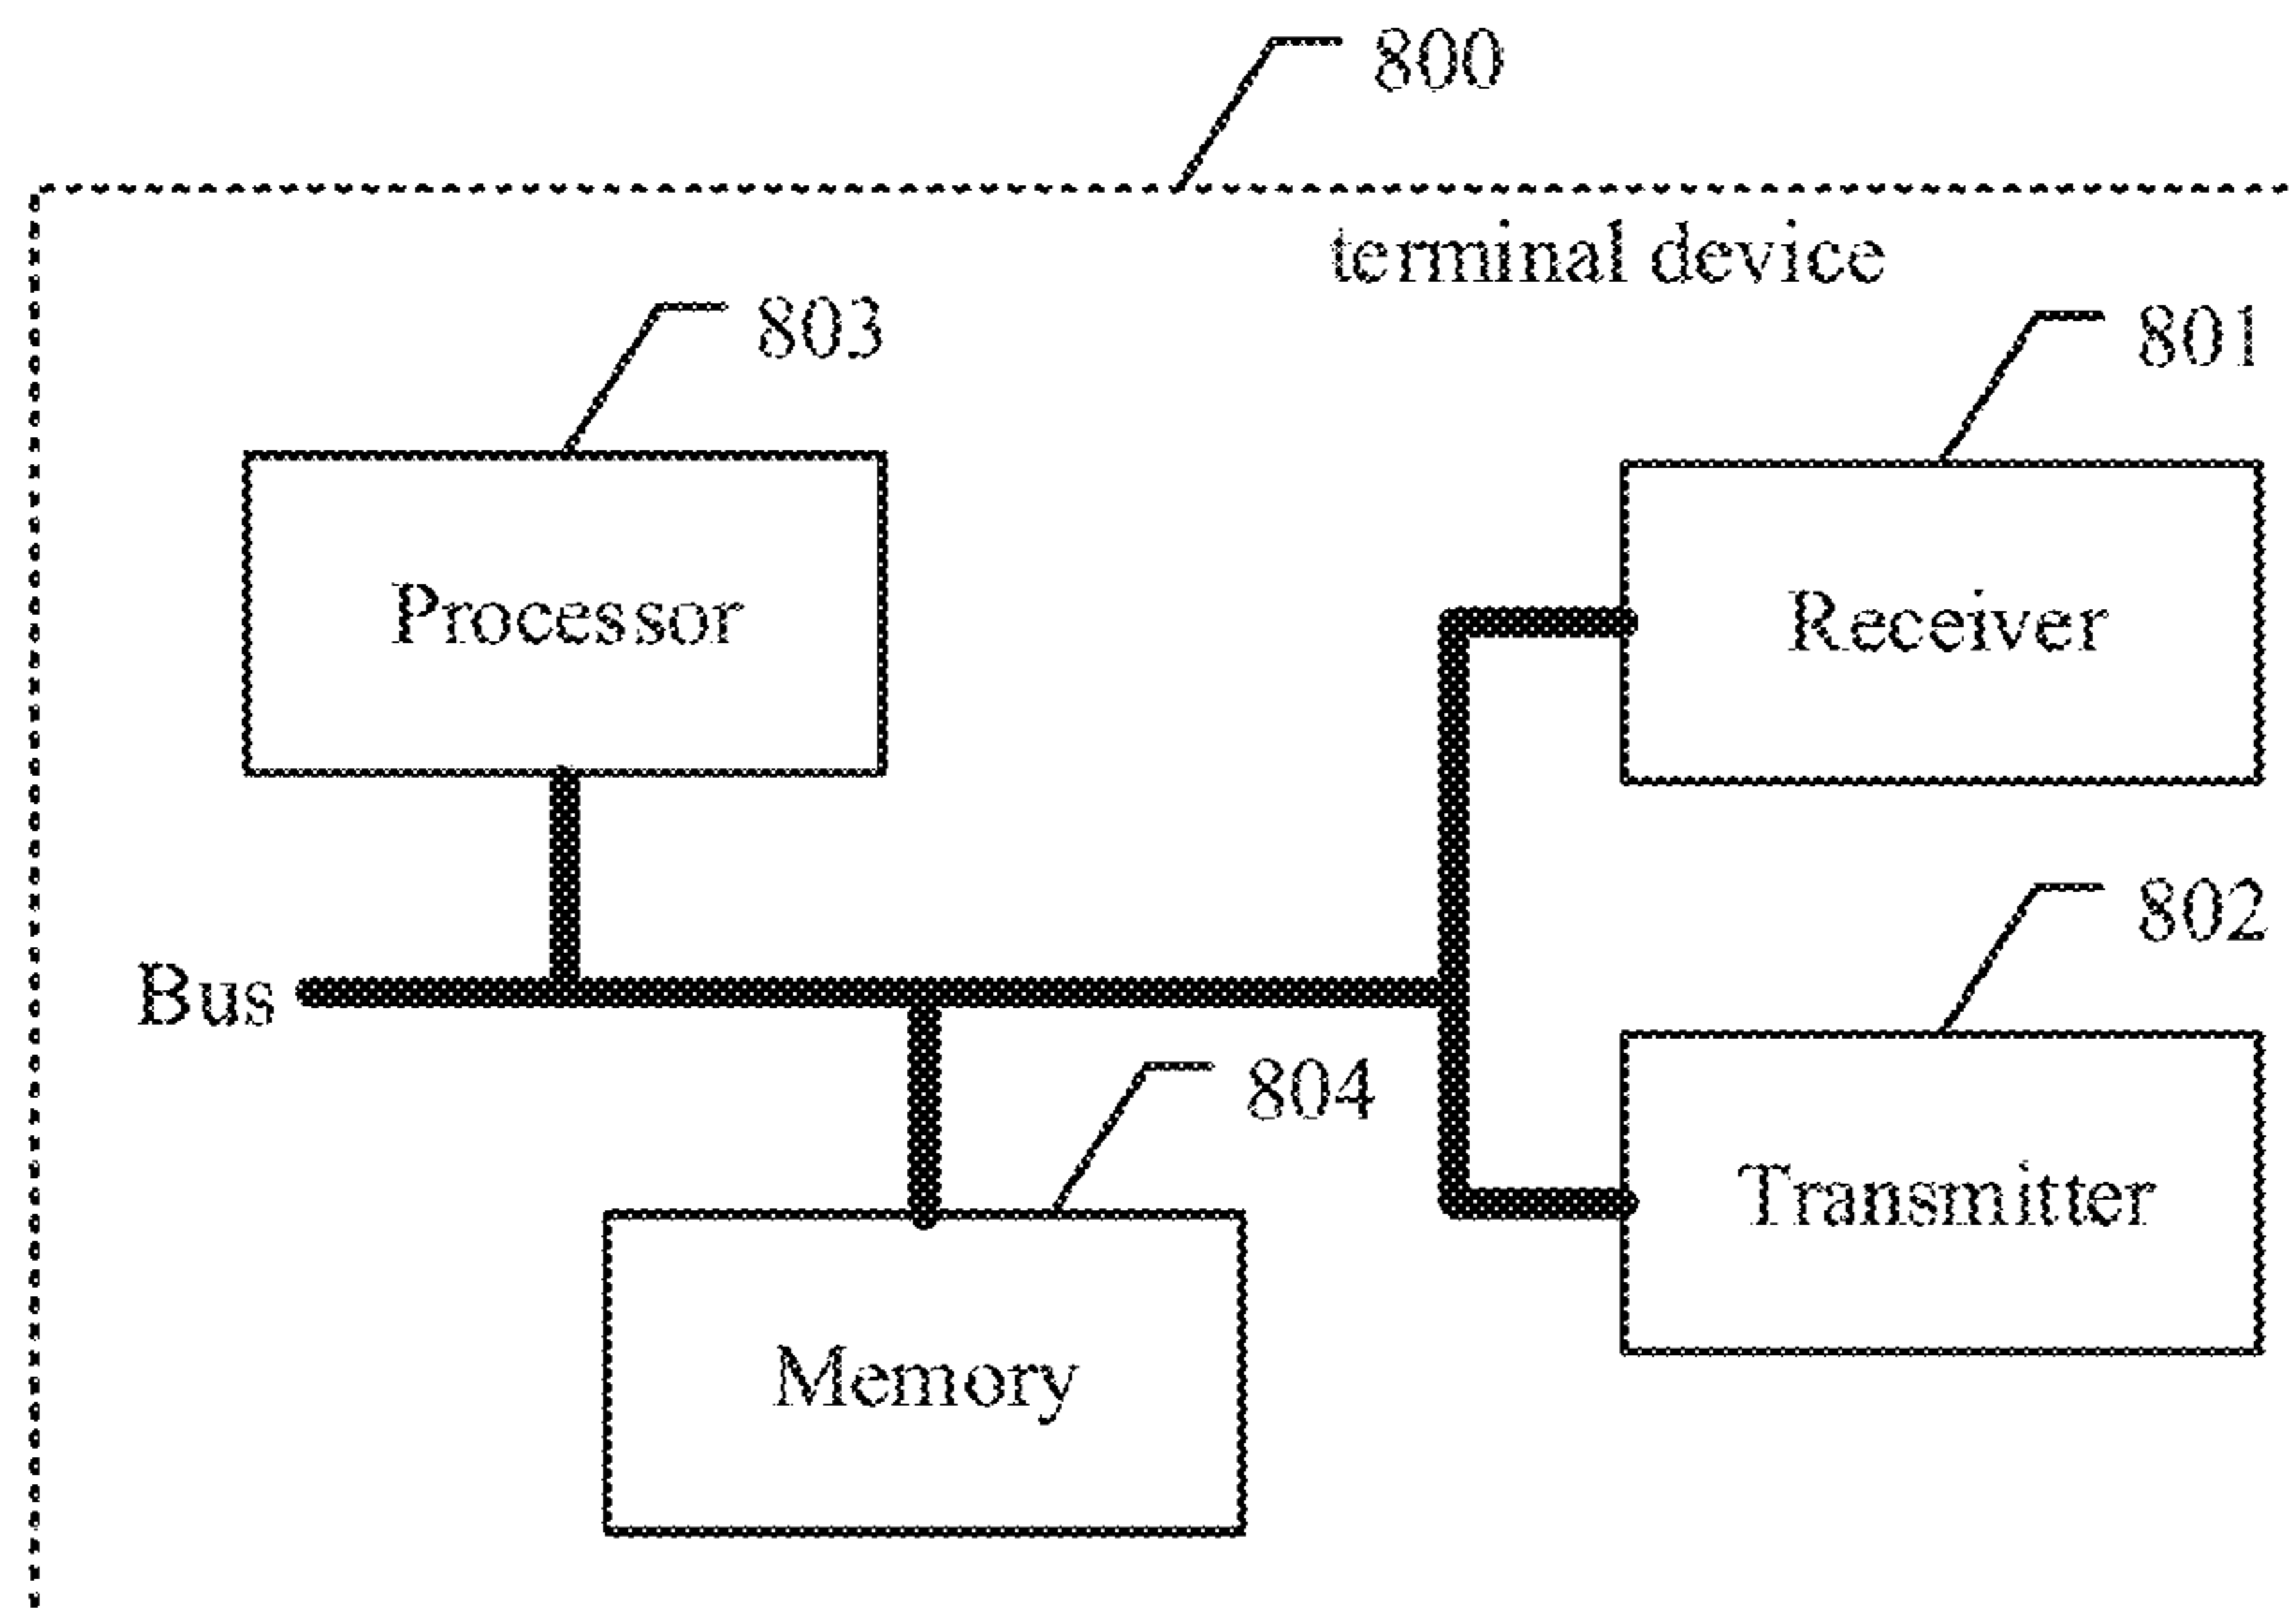 800
terminal device
803
801
Processor
Receiver
802
Bus
804
Transmitter
Memory